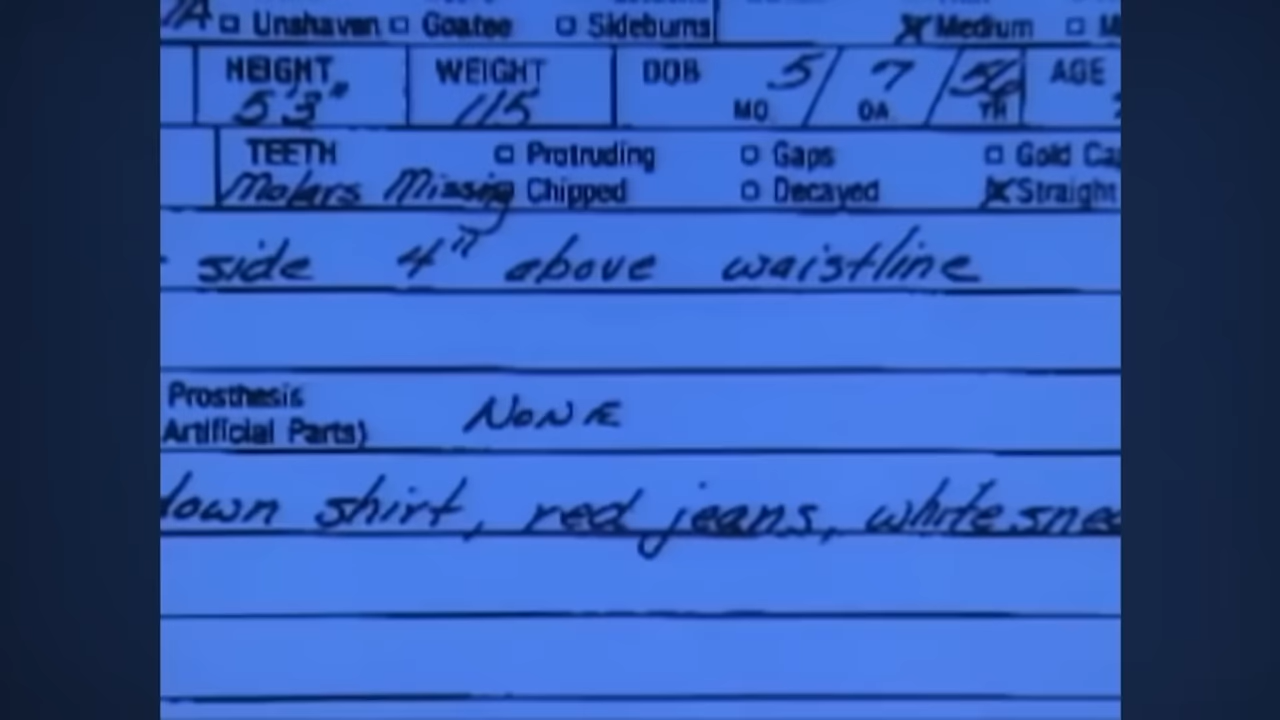 Unshaven Goatee Sideburns Medium
HEIGHT WEIGHT DOB 5/ 7 /56 AGE
5'3" 115 MO DA YR
TEETH Protruding Gaps Gold
Molars Missing Chipped Decayed Straight
side 4" above waistline
Prosthesis NONE
Artificial Parts)
down shirt, red jeans, white